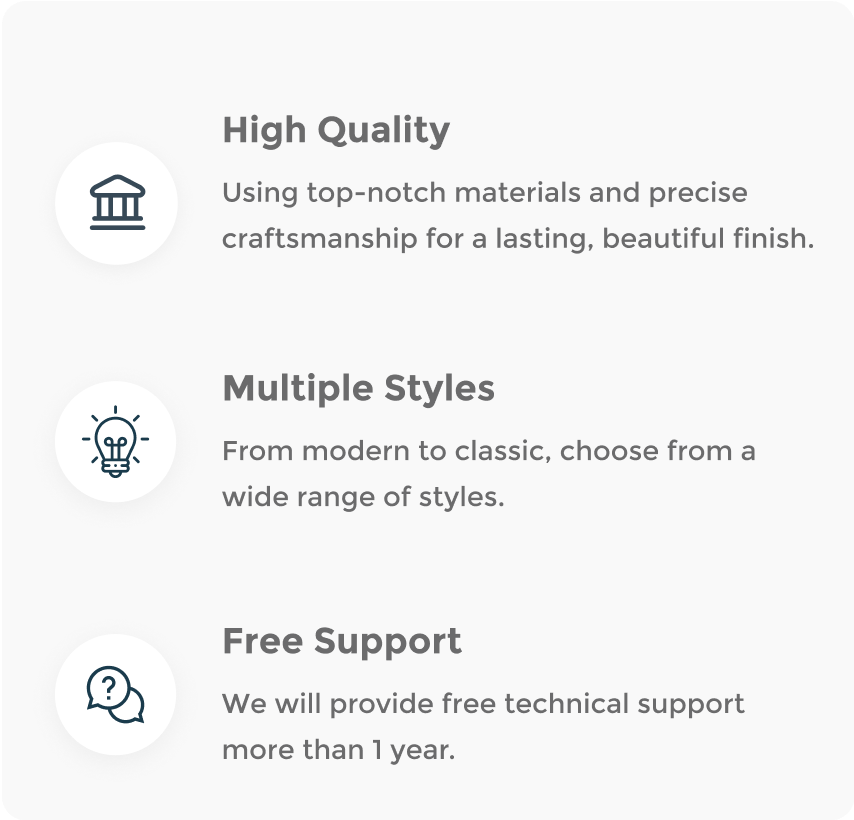 High Quality
Using top-notch materials and precise
craftsmanship for a lasting, beautiful finish.
Multiple Styles
From modern to classic, choose from a
wide range of styles.
?
Free Support
We will provide free technical support
more than 1 year.